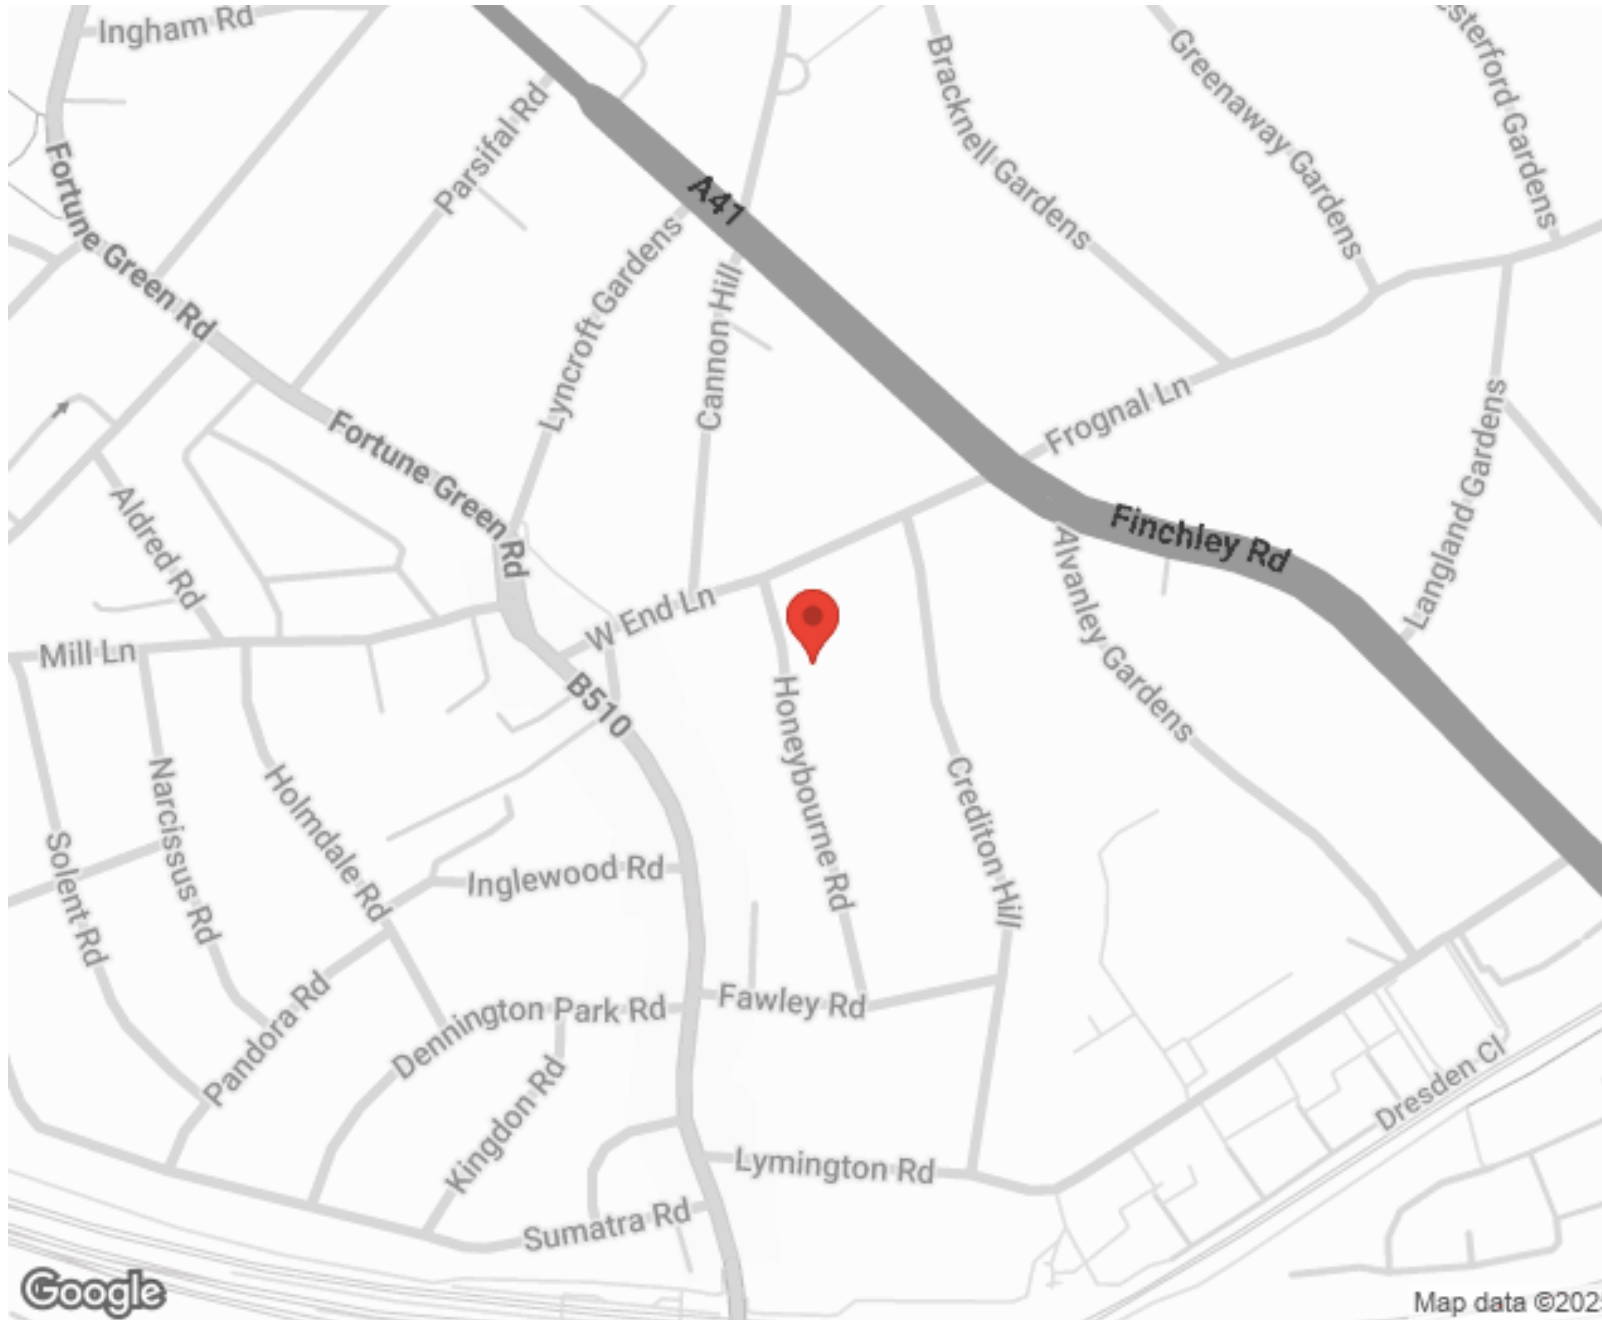 Ingham Rd
Fortune Green Rd
Parsifal Rd
A41
Bracknell Gardens
Greenaway Gardens
sterford Gardens
Lyncroft Gardens
Cannon Hill
Frognal Ln
Langland Gardens
Fortune Green Rd
Aldred Rd
Finchley Rd
Alvanley Gardens
W End Ln
Mill Ln
B510
Honeybourne Rd
Crediton Hill
Solent Rd
Narcissus Rd
Holmdale Rd
Inglewood Rd
Pandora Rd
Dennington Park Rd
Fawley Rd
Kingdon Rd
Dresden Cl
Lymington Rd
Sumatra Rd
Google
Map data ©202